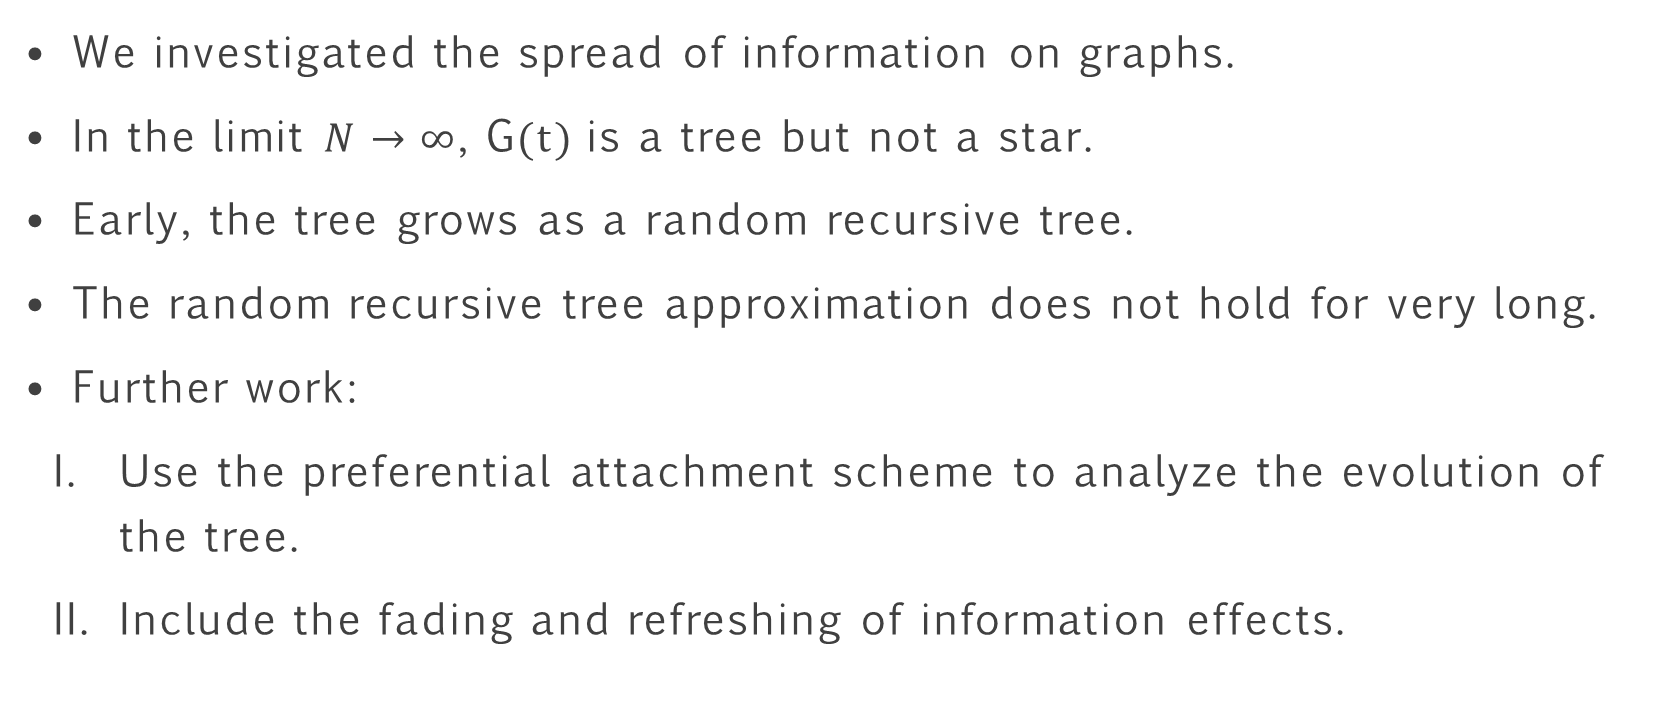 • We investigated the spread of information on graphs.
• In the limit N → ∞, G(t) is a tree but not a star.
• Early, the tree grows as a random recursive tree.
• The random recursive tree approximation does not hold for very long.
• Further work:
I. Use the preferential attachment scheme to analyze the evolution of
the tree.
II. Include the fading and refreshing of information effects.